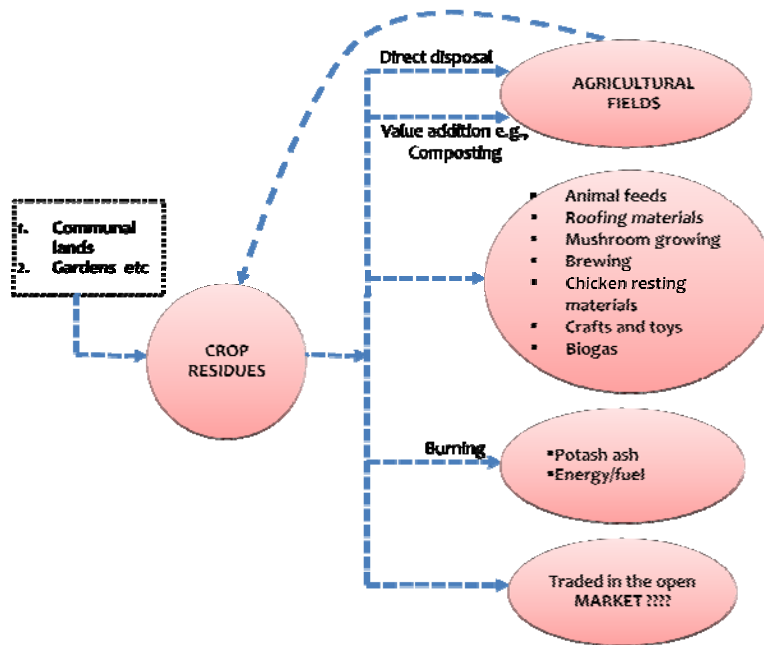 Direct disposal
AGRICULTURAL
FIELDS
Value addition e.g.,
Composting
1. Communal
lands
2. Gardens etc
▪ Animal feeds
▪ Roofing materials
▪ Mushroom growing
▪ Brewing
▪ Chicken resting
materials
▪ Crafts and toys
▪ Biogas
CROP
RESIDUES
Burning
▪Potash ash
▪Energy/fuel
Traded in the open
MARKET ????